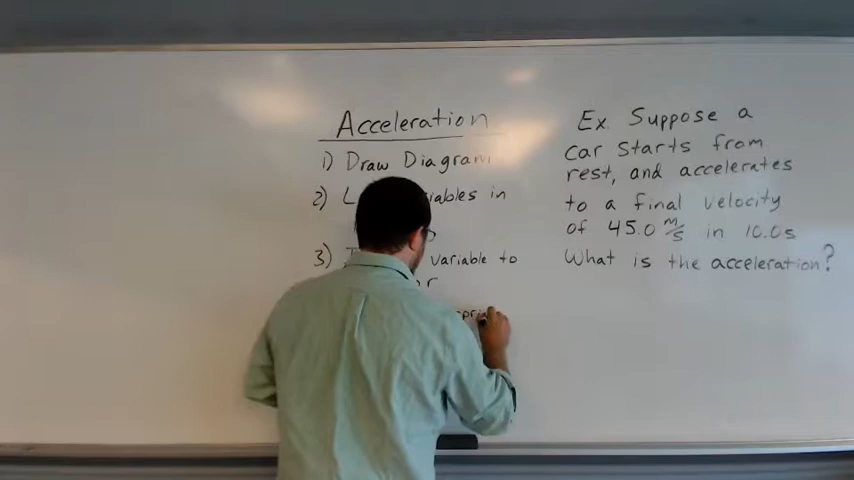 Acceleration
1) Draw Diagram
2) variables in
3) variable to
Ex. Suppose a
car starts from
rest, and accelerates
to a final velocity
of 45.0 m/s in 10.0s
What is the acceleration?